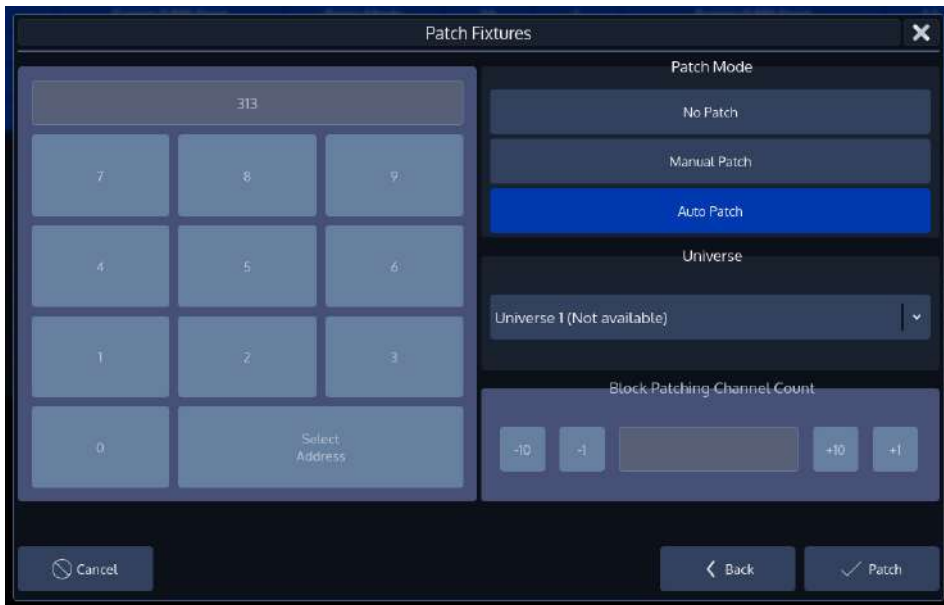 Patch Fixtures
313
7 8 9
4 5 6
1 2 3
0 Select
Address
Patch Mode
No Patch
Manual Patch
Auto Patch
Universe
Universe 1 (Not available)
Block Patching Channel Count
-10 -1 +10 +1
Cancel Back Patch